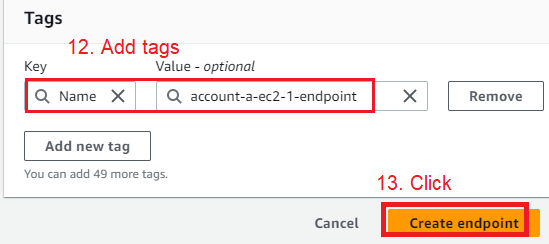 Tags
12. Add tags
Key Value - optional
Name account-a-ec2-1-endpoint Remove
Add new tag
You can add 49 more tags.
13. Click
Cancel Create endpoint